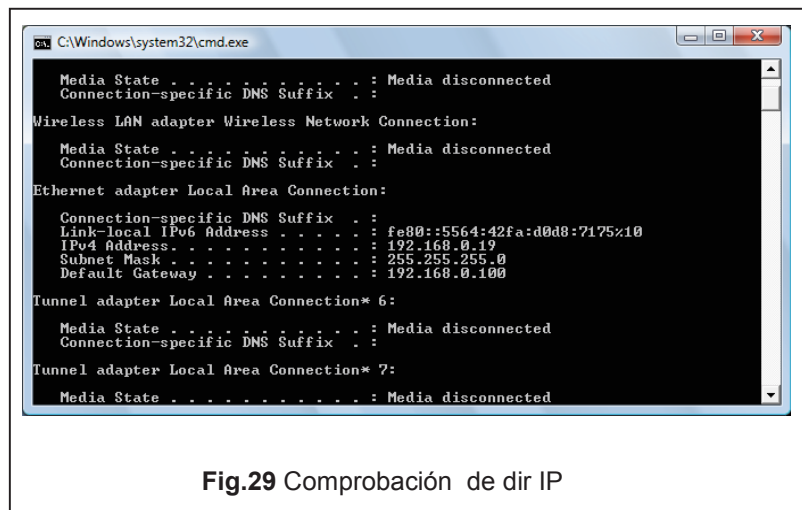 C:\Windows\system32\cmd.exe
Media State . . . . . . . . . . . : Media disconnected
Connection-specific DNS Suffix  . :
Wireless LAN adapter Wireless Network Connection:
Media State . . . . . . . . . . . : Media disconnected
Connection-specific DNS Suffix  . :
Ethernet adapter Local Area Connection:
Connection-specific DNS Suffix  . :
Link-local IPv6 Address . . . . . : fe80::5564:42fa:d0d8:7175%10
IPv4 Address. . . . . . . . . . . : 192.168.0.19
Subnet Mask . . . . . . . . . . . : 255.255.255.0
Default Gateway . . . . . . . . . : 192.168.0.100
Tunnel adapter Local Area Connection* 6:
Media State . . . . . . . . . . . : Media disconnected
Connection-specific DNS Suffix  . :
Tunnel adapter Local Area Connection* 7:
Media State . . . . . . . . . . . : Media disconnected
Fig.29 Comprobación de dir IP